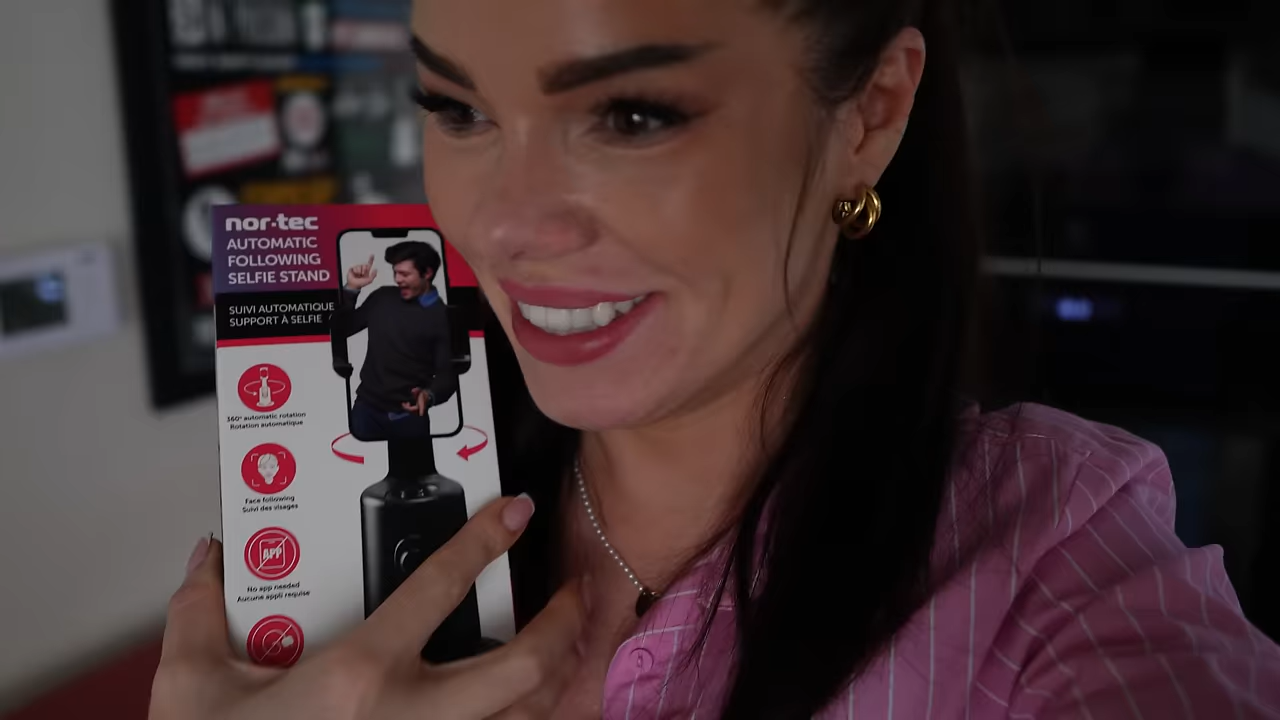 nor·tec
AUTOMATIC
FOLLOWING
SELFIE STAND
SUIVI AUTOMATIQUE
SUPPORT À SELFIE
360° automatic rotation
Rotation automatique
Face following
Suivi des visages
APP
No app needed
Aucune appli requise